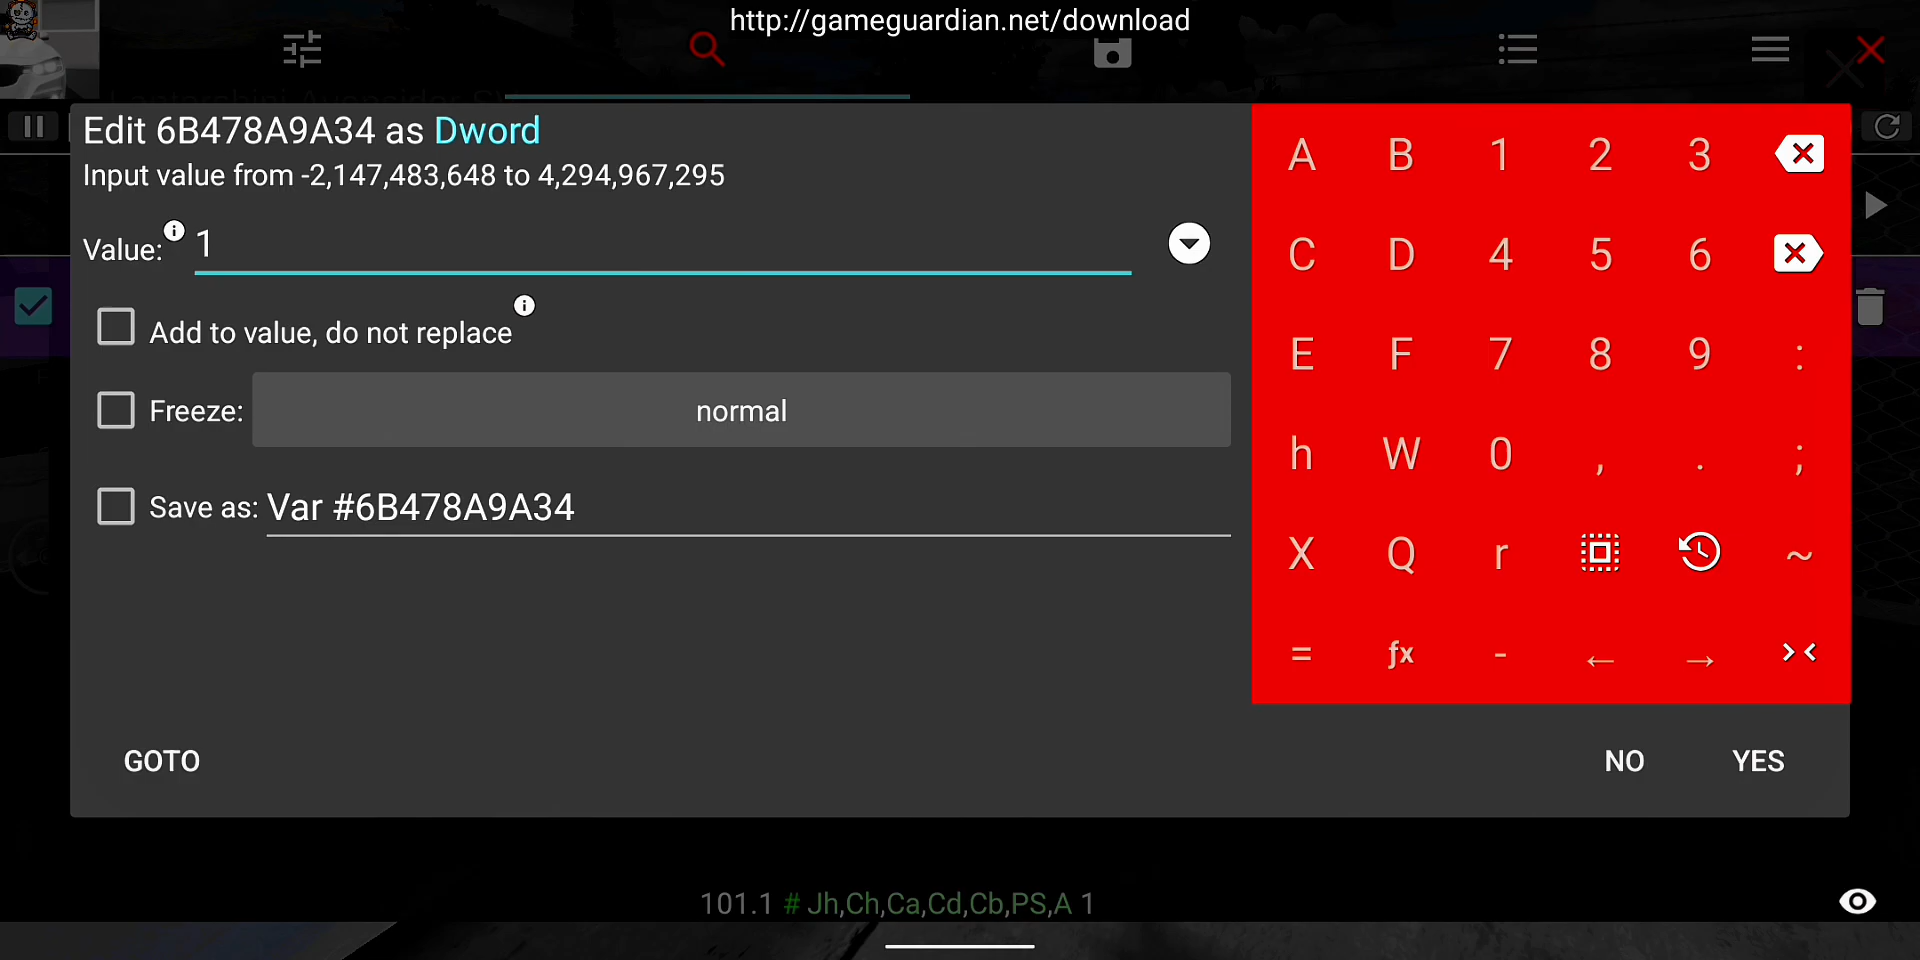 http://gameguardian.net/download
Edit 6B478A9A34 as Dword
Input value from -2,147,483,648 to 4,294,967,295
Value: 1
Add to value, do not replace
Freeze: normal
Save as: Var #6B478A9A34
A B 1 2 3
C D 4 5 6
E F 7 8 9 :
h W 0 , . ;
X Q r ~
= ƒx - ← → > <
GOTO NO YES
101.1 # Jh,Ch,Ca,Cd,Cb,PS,A 1